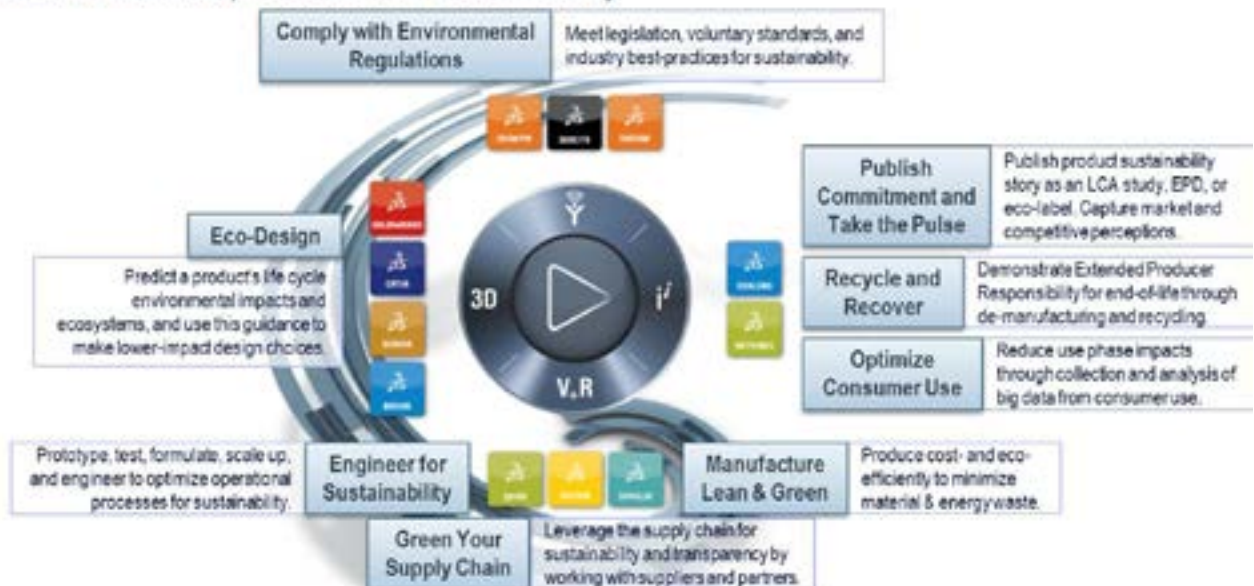 Comply with Environmental
Regulations
Meet legislation, voluntary standards, and
industry best-practices for sustainability.
Publish
Commitment and
Take the Pulse
Publish product sustainability
story as an LCA study, EPD, or
eco-label. Capture market and
competitive perceptions.
Eco-Design
Predict a product's life cycle
environmental impacts and
ecosystems, and use this guidance to
make lower-impact design choices.
SOLIDWORKS
CATIA
3D
V+R
i
Recycle and
Recover
Demonstrate Extended Producer
Responsibility for end-of-life through
de-manufacturing and recycling.
Optimize
Consumer Use
Reduce use phase impacts
through collection and analysis of
big data from consumer use.
Prototype, test, formulate, scale up,
and engineer to optimize operational
processes for sustainability.
Engineer for
Sustainability
Manufacture
Lean & Green
Produce cost- and eco-
efficiently to minimize
material & energy waste.
Green Your
Supply Chain
Leverage the supply chain for
sustainability and transparency by
working with suppliers and partners.